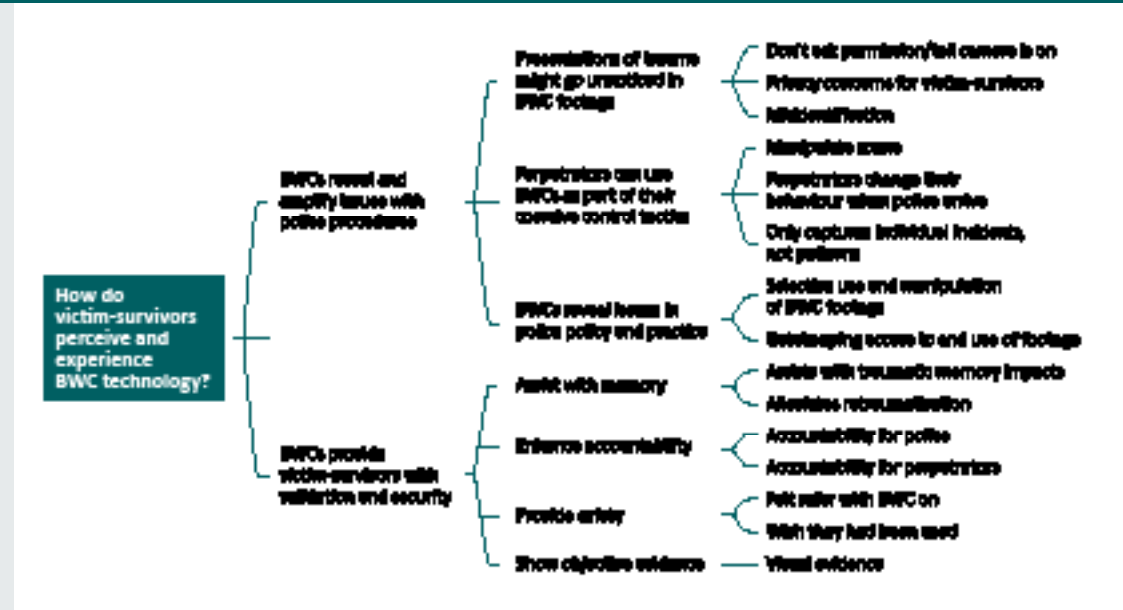 How do
victim-survivors
perceive and
experience
BWC technology?
BWCs reveal and
amplify issues with
police procedures
BWCs provide
victim-survivors with
validation and security
Presentations of trauma
might go unnoticed in
BWC footage
Perpetrators can use
BWCs as part of their
coercive control tactics
BWCs reveal issues in
police policy and practice
Assist with memory
Enhance accountability
Provide safety
Show objective evidence
Don't ask permission/tell camera is on
Privacy concerns for victim-survivors
Misidentification
Manipulate scene
Perpetrators change their
behaviour when police arrive
Only captures individual incidents,
not patterns
Selective use and manipulation
of BWC footage
Gatekeeping access to and use of footage
Assists with traumatic memory impacts
Alleviates retraumatisation
Accountability for police
Accountability for perpetrators
Felt safer with BWC on
Wish they had been used
Visual evidence